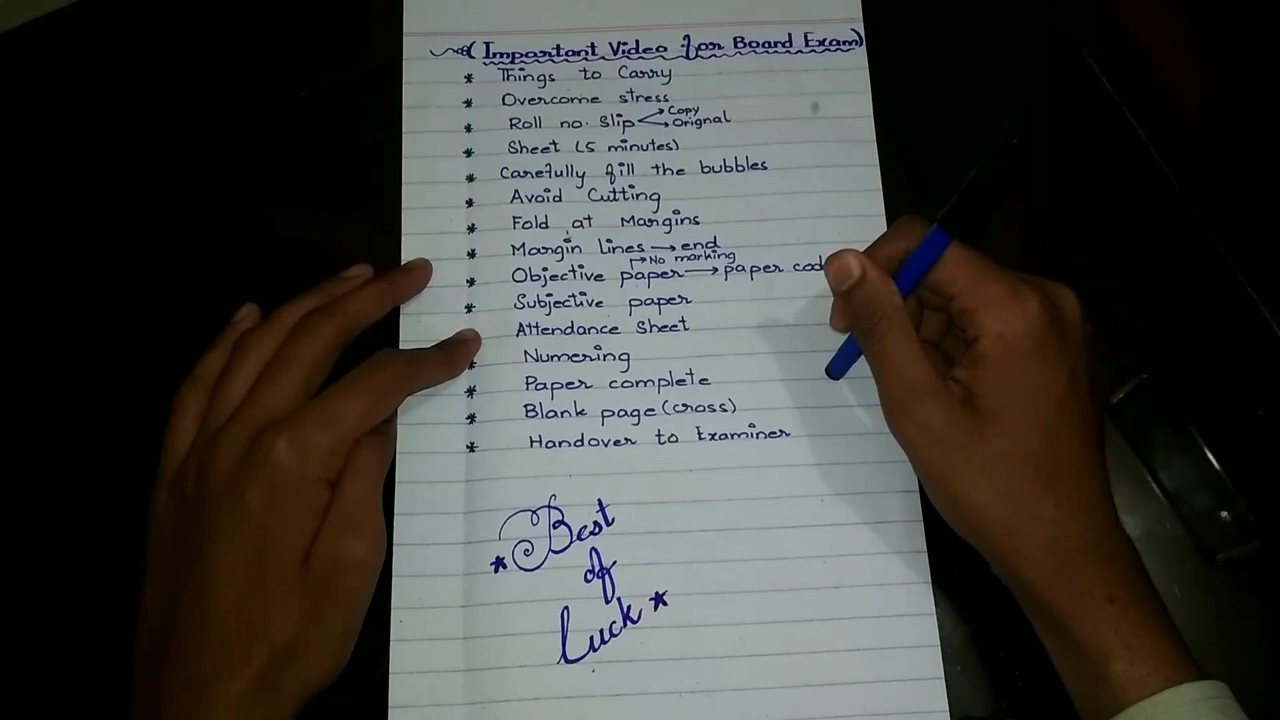 (Important Video for Board Exam)
* Things to Carry
* Overcome stress
* Roll no. Slip → Copy → Orignal
* Sheet (5 minutes)
* Carefully fill the bubbles
* Avoid Cutting
* Fold at Margins
* Margin lines → end
* Objective paper → No marking → paper cod
* Subjective paper
Attendance Sheet
* Numering
* Paper complete
* Blank page (cross)
* Handover to Examiner
* Best
of
Luck *